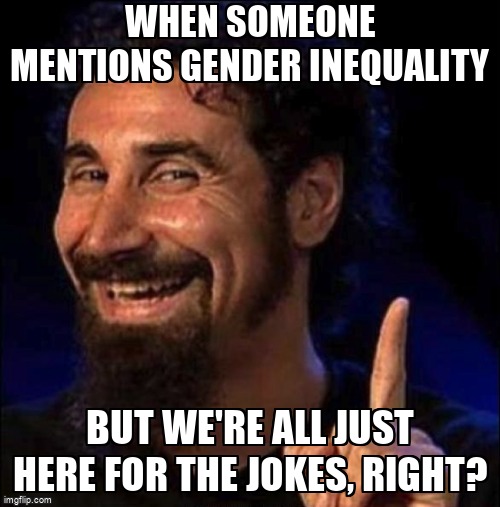 WHEN SOMEONE
MENTIONS GENDER INEQUALITY
BUT WE'RE ALL JUST
HERE FOR THE JOKES, RIGHT?
imgflip.com